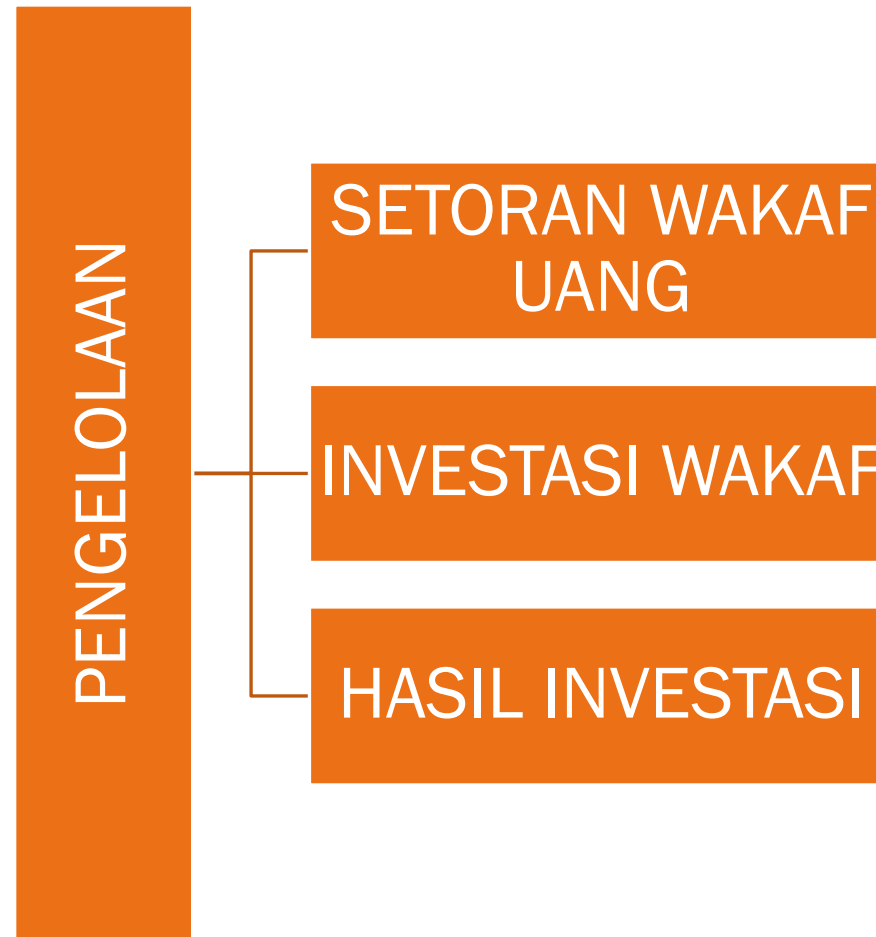 PENGELOLAAN
SETORAN WAKAF
UANG
INVESTASI WAKAF
HASIL INVESTASI